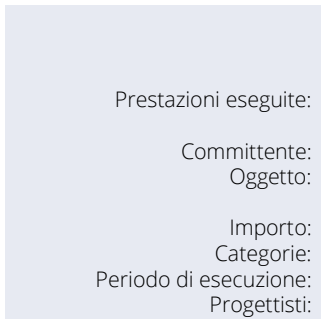 Prestazioni eseguite:
Committente:
Oggetto:
Importo:
Categorie:
Periodo di esecuzione:
Progettisti: